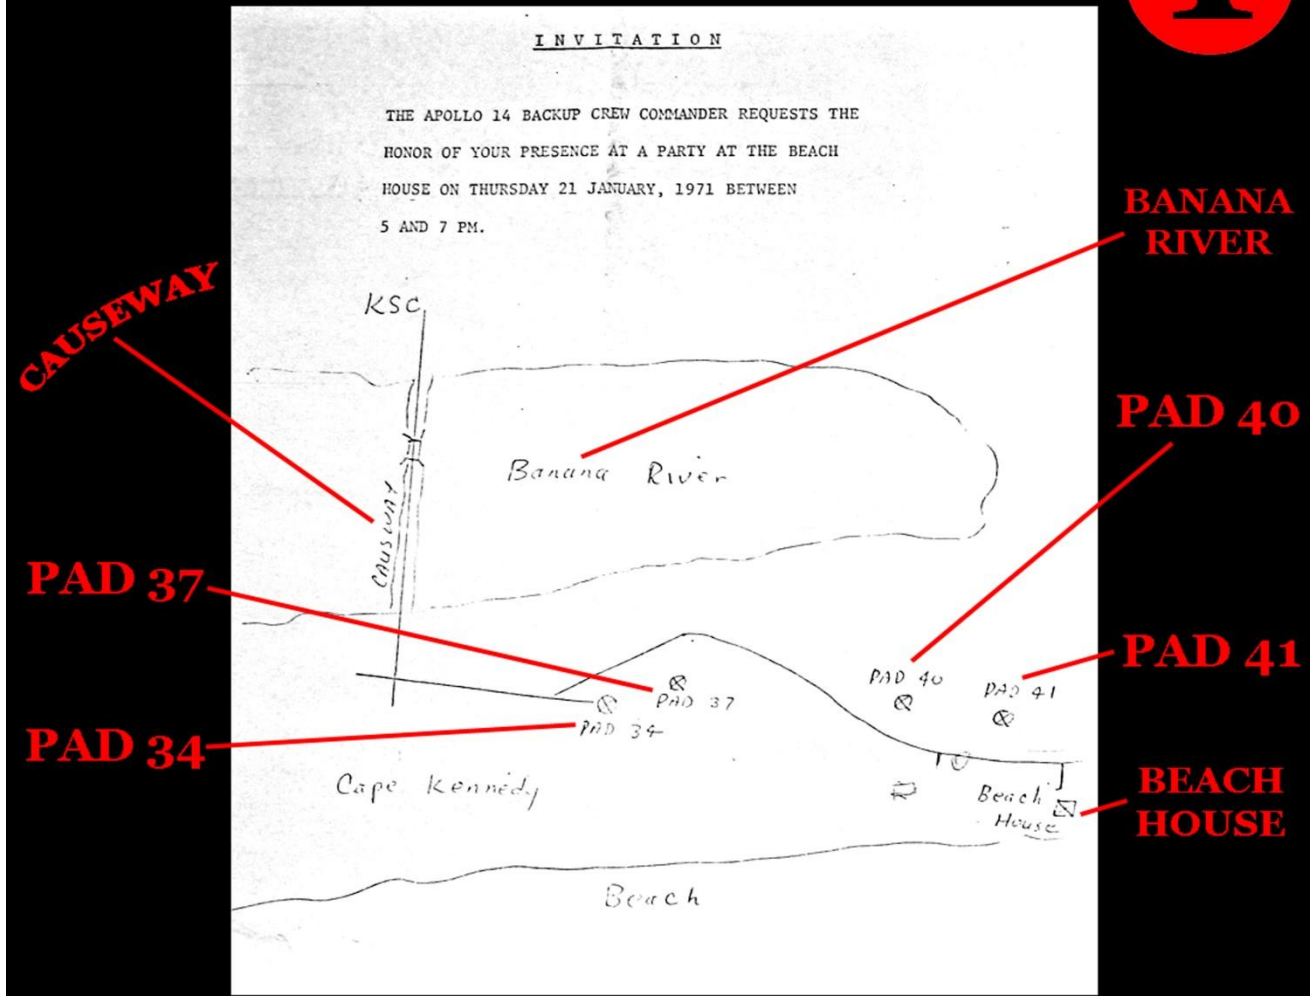 INVITATION
THE APOLLO 14 BACKUP CREW COMMANDER REQUESTS THE
HONOR OF YOUR PRESENCE AT A PARTY AT THE BEACH
HOUSE ON THURSDAY 21 JANUARY, 1971 BETWEEN
5 AND 7 PM.
BANANA
RIVER
CAUSEWAY
KSC
PAD 40
Banana River
CAUSWAY
PAD 37
PAD 41
PAD 40
PAD 41
PAD 37
PAD 34
PAD 34
Cape Kennedy
Beach
House
BEACH
HOUSE
Beach